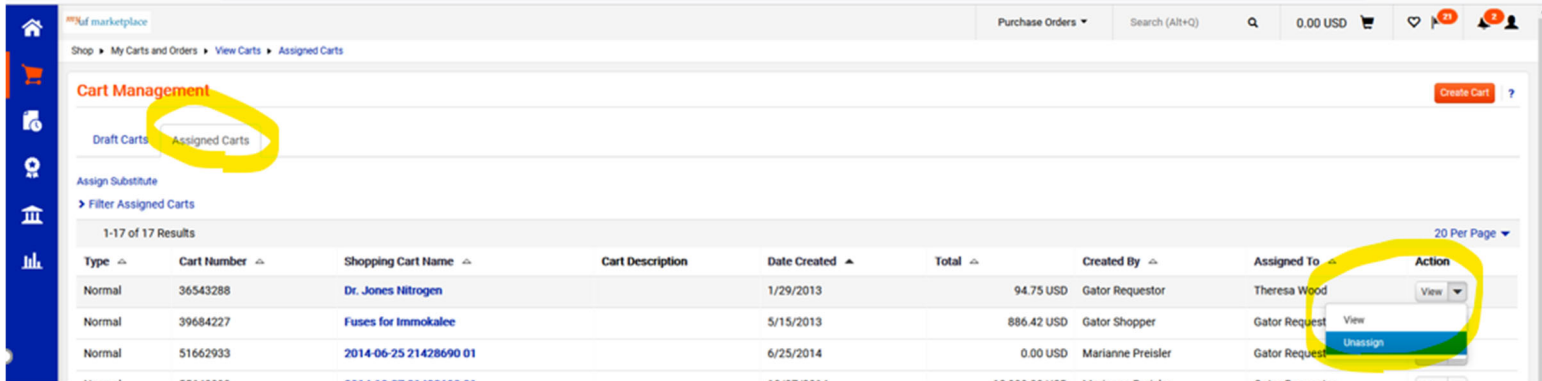 myuf marketplace Purchase Orders Search (Alt+Q) 0.00 USD 21 2
Shop My Carts and Orders View Carts Assigned Carts
Cart Management Create Cart ?
Draft Carts Assigned Carts
Assign Substitute
Filter Assigned Carts
1-17 of 17 Results 20 Per Page
Type Cart Number Shopping Cart Name Cart Description Date Created Total Created By Assigned To Action
Normal 36543288 Dr. Jones Nitrogen 1/29/2013 94.75 USD Gator Requestor Theresa Wood View
Normal 39684227 Fuses for Immokalee 5/15/2013 886.42 USD Gator Shopper Gator Request View
Unassign
Normal 51662933 2014-06-25 21428690 01 6/25/2014 0.00 USD Marianne Preisler Gator Request